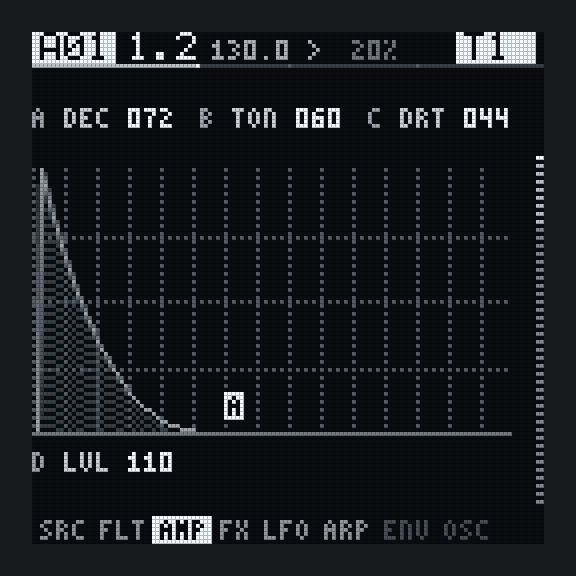 A01 1.2 130.0 > 20% T1
A DEC 072 B TON 060 C DRT 044
A
D LVL 110
SRC FLT AMP FX LFO ARP ENV OSC